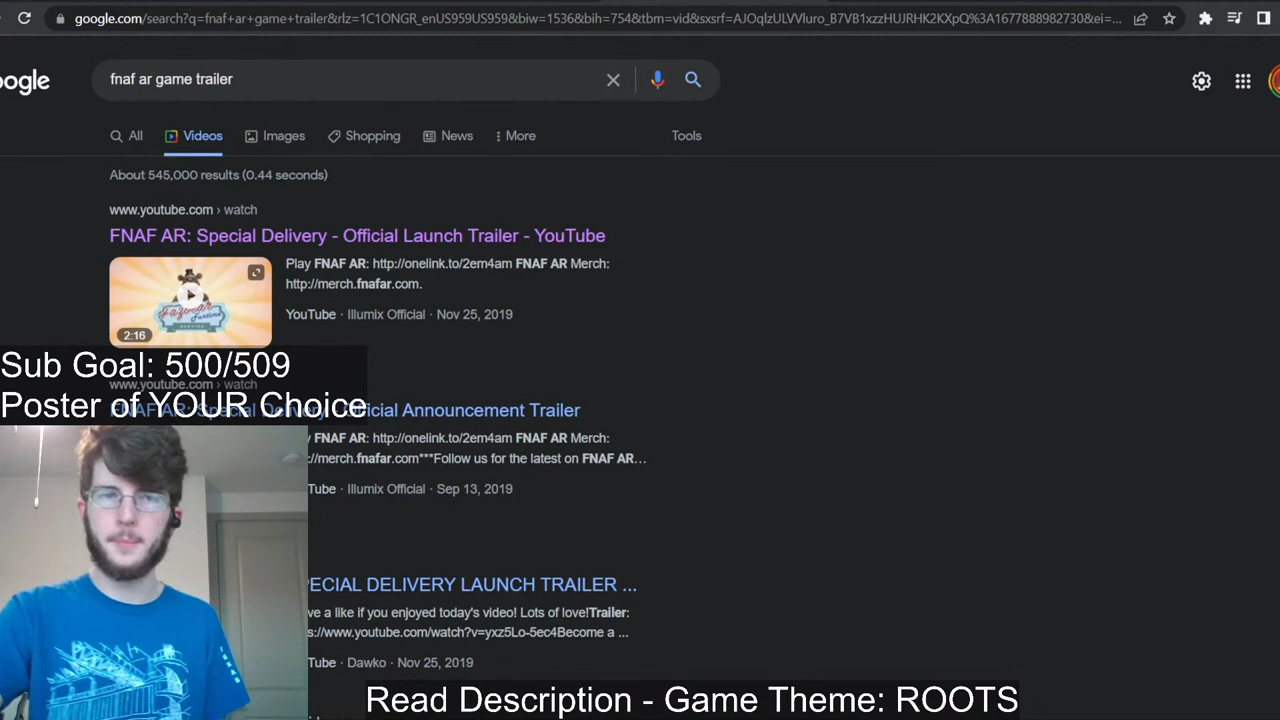 google.com/search?q=fnaf+ar+game+trailer&rlz=1C1ONGR_enUS959US959&biw=1536&bih=754&tbm=vid&sxsrf=AJOqlzULVVluro_B7VB1xzzHUJRHK2KXpQ%3A1677888982730&ei=...
ogle
fnaf ar game trailer
All
Videos
Images
Shopping
News
More
Tools
About 545,000 results (0.44 seconds)
www.youtube.com › watch
FNAF AR: Special Delivery - Official Launch Trailer - YouTube
Play FNAF AR: http://onelink.to/2em4am FNAF AR Merch:
http://merch.fnafar.com.
YouTube · Illumix Official · Nov 25, 2019
2:16
Sub Goal: 500/509
www.youtube.com › watch
Poster of YOUR Choice
FNAF AR: Special Delivery - Official Announcement Trailer
y FNAF AR: http://onelink.to/2em4am FNAF AR Merch:
://merch.fnafar.com***Follow us for the latest on FNAF AR...
Tube · Illumix Official · Sep 13, 2019
PECIAL DELIVERY LAUNCH TRAILER ...
ve a like if you enjoyed today's video! Lots of love!Trailer:
s://www.youtube.com/watch?v=yxz5Lo-5ec4Become a ...
Tube · Dawko · Nov 25, 2019
Read Description - Game Theme: ROOTS